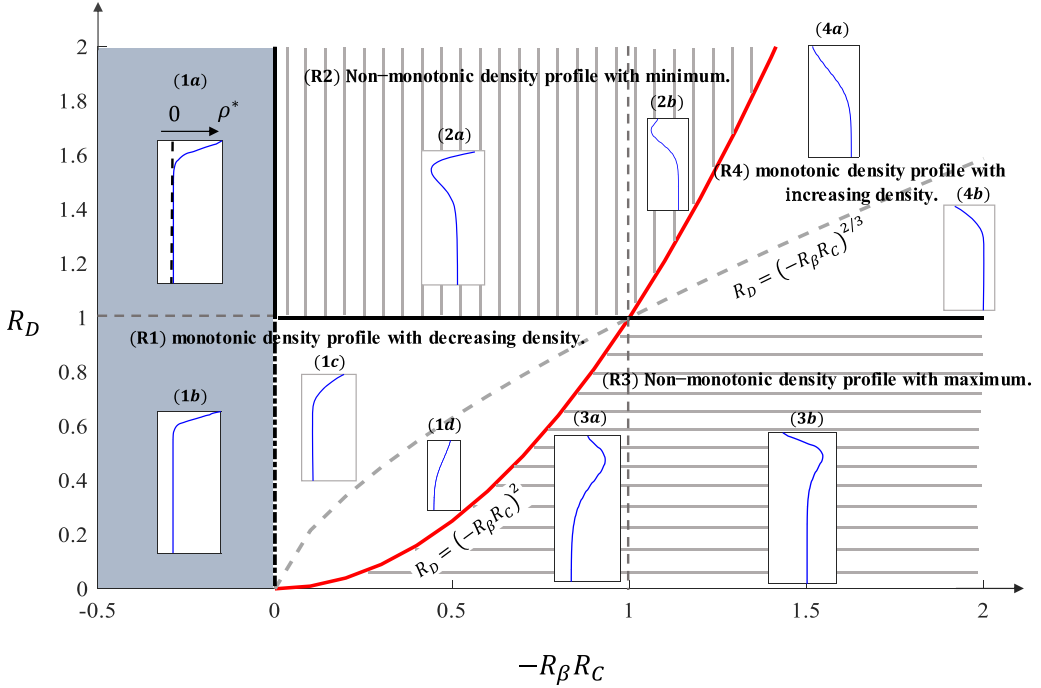 (4a)
2
(1a)
(R2) Non-monotonic density profile with minimum.
1.8
(2b)
0
ρ*
(2a)
1.6
(R4) monotonic density profile with
increasing density.
(4b)
1.4
R_D = (-R_βR_C)^{2/3}
1.2
R_D
1
(R1) monotonic density profile with decreasing density.
(1c)
0.8
(R3) Non-monotonic density profile with maximum.
(1b)
(1d)
(3a)
(3b)
0.6
0.4
R_D = (-R_βR_C)^2
0.2
0
-0.5
0
0.5
1
1.5
2
-R_βR_C